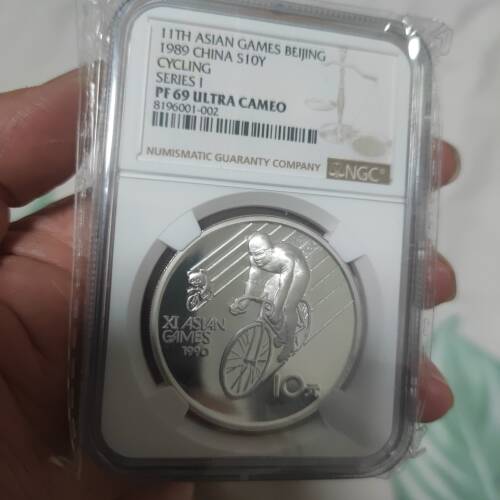 11TH ASIAN GAMES BEIJING
1989 CHINA S10Y
CYCLING
SERIES I
PF 69 ULTRA CAMEO
8196001-002
NUMISMATIC GUARANTY COMPANY
NGC®
XI ASIAN
GAMES
1990
10元